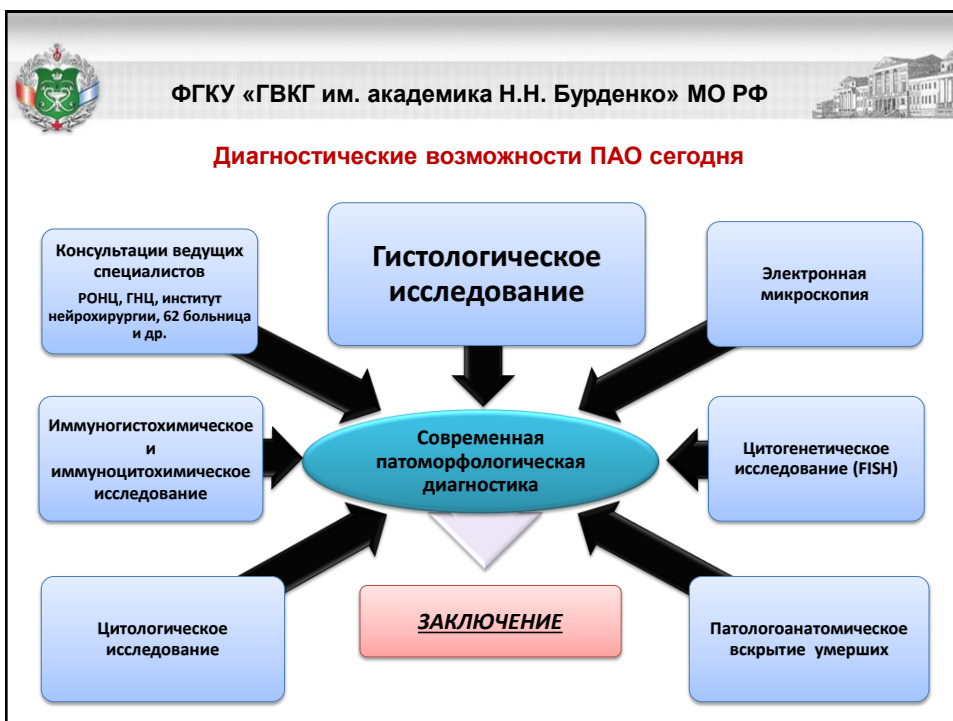 ФГКУ «ГВКГ им. академика Н.Н. Бурденко» МО РФ
Диагностические возможности ПАО сегодня
Консультации ведущих
специалистов
РОНЦ, ГНЦ, институт
нейрохирургии, 62 больница
и др.
Гистологическое
исследование
Электронная
микроскопия
Иммуногистохимическое
и
иммуноцитохимическое
исследование
Современная
патоморфологическая
диагностика
Цитогенетическое
исследование (FISH)
Цитологическое
исследование
ЗАКЛЮЧЕНИЕ
Патологоанатомическое
вскрытие умерших